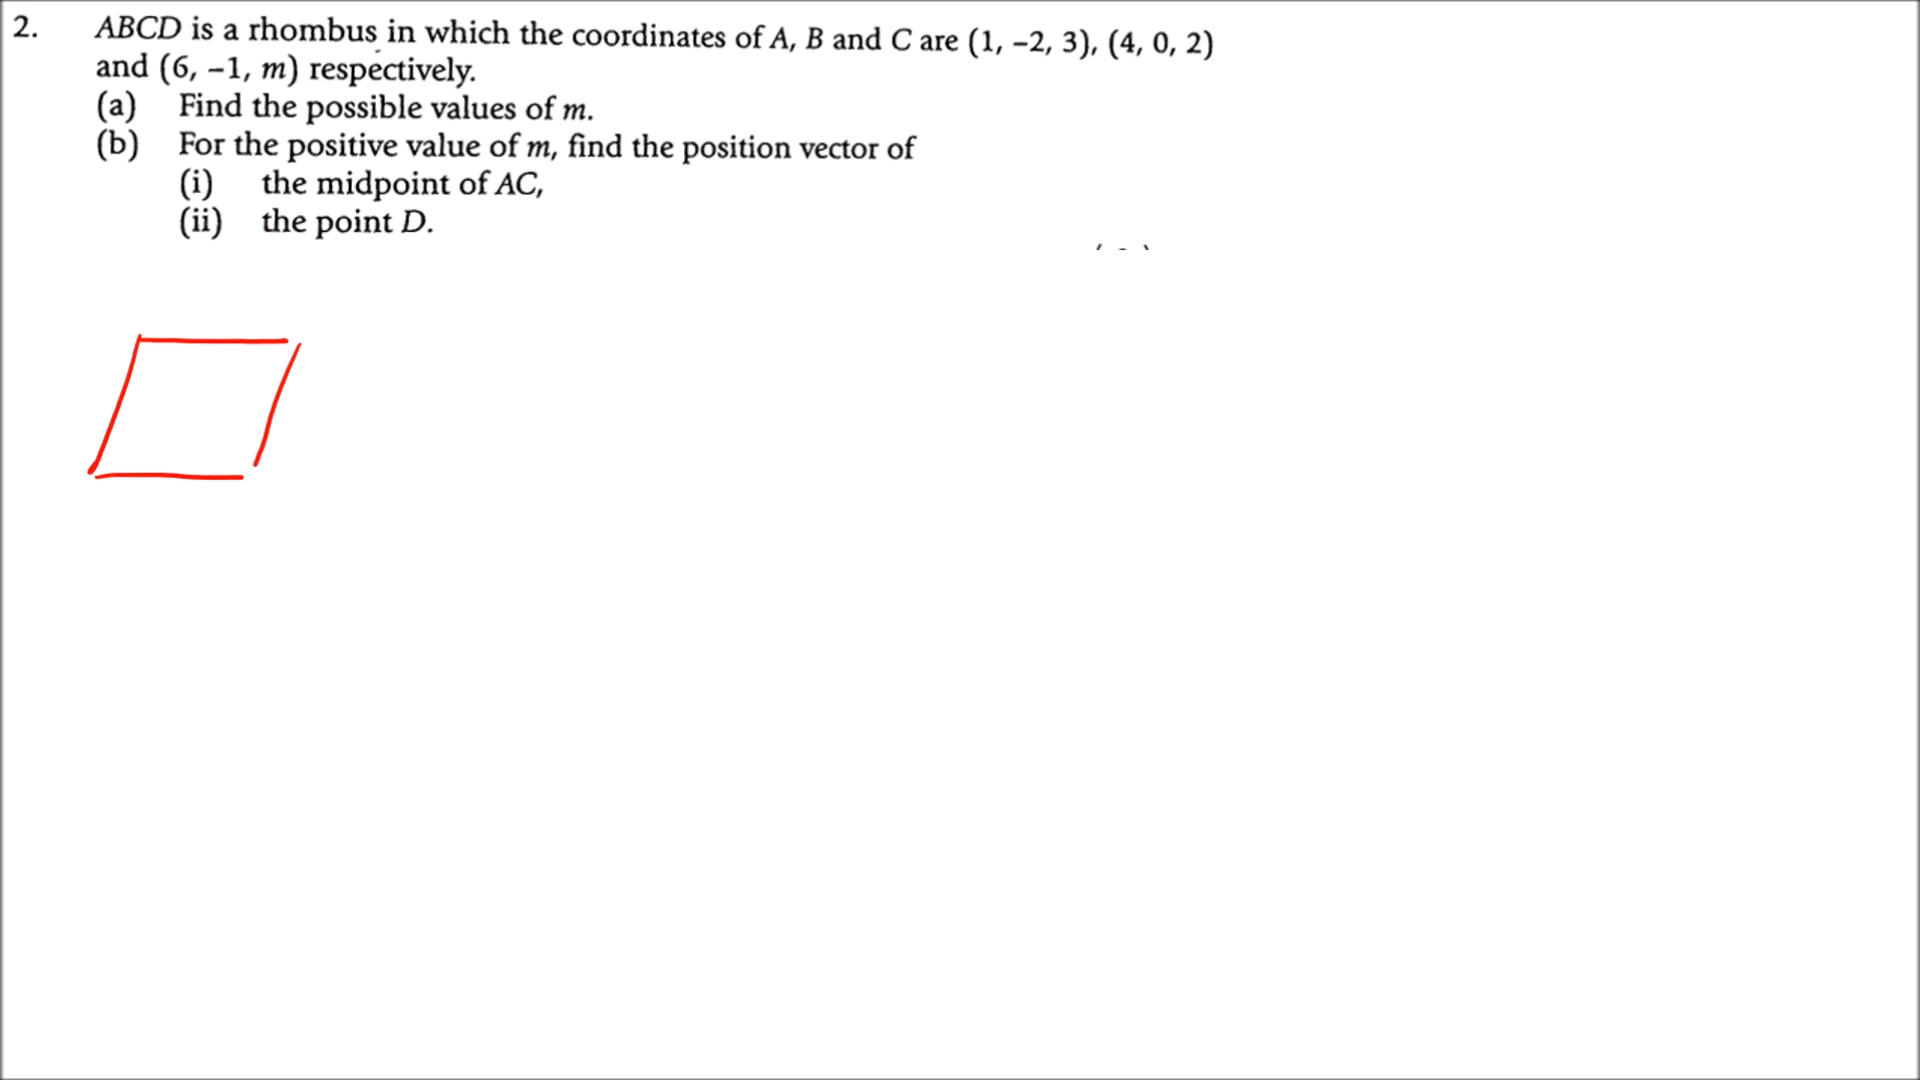 2. ABCD is a rhombus in which the coordinates of A, B and C are (1, –2, 3), (4, 0, 2)
and (6, –1, m) respectively.
(a) Find the possible values of m.
(b) For the positive value of m, find the position vector of
(i) the midpoint of AC,
(ii) the point D.